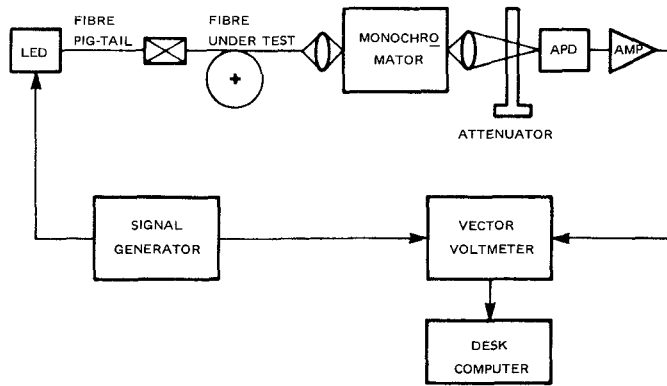 LED
FIBRE
PIG-TAIL
FIBRE
UNDER TEST
MONOCHRO
MATOR
ATTENUATOR
APD
AMP
SIGNAL
GENERATOR
VECTOR
VOLTMETER
DESK
COMPUTER